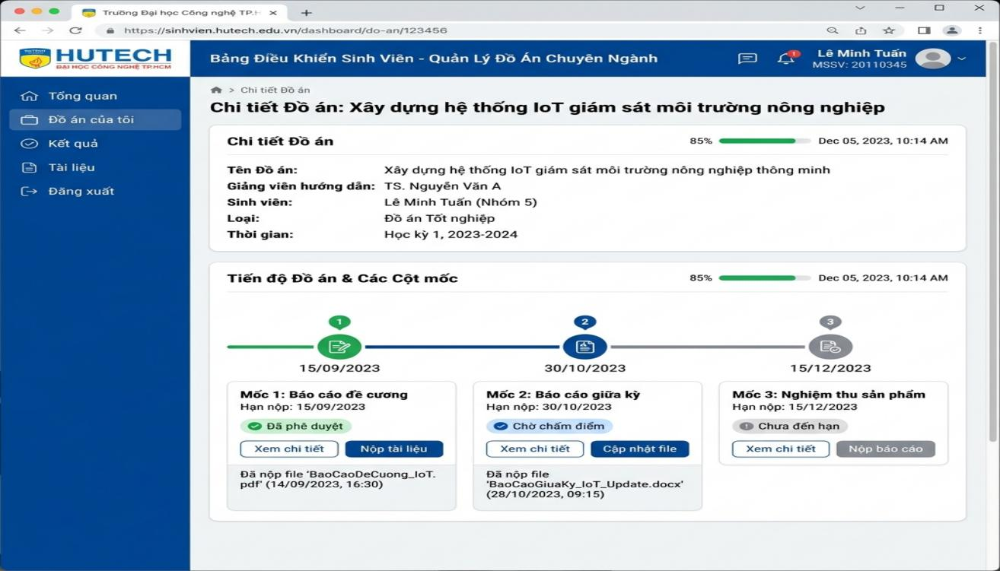 Trường Đại học Công nghệ TP.H
https://sinhvien.hutech.edu.vn/dashboard/do-an/123456
HUTECH
ĐẠI HỌC CÔNG NGHỆ TP.HCM
Bảng Điều Khiển Sinh Viên - Quản Lý Đồ Án Chuyên Ngành
1
Lê Minh Tuấn
MSSV: 20110345
Tổng quan
Đồ án của tôi
Kết quả
Tài liệu
Đăng xuất
> Chi tiết Đồ án
Chi tiết Đồ án: Xây dựng hệ thống IoT giám sát môi trường nông nghiệp
Chi tiết Đồ án
85% Dec 05, 2023, 10:14 AM
Tên Đồ án: Xây dựng hệ thống IoT giám sát môi trường nông nghiệp thông minh
Giảng viên hướng dẫn: TS. Nguyễn Văn A
Sinh viên: Lê Minh Tuấn (Nhóm 5)
Loại: Đồ án Tốt nghiệp
Thời gian: Học kỳ 1, 2023-2024
Tiến độ Đồ án & Các Cột mốc
85% Dec 05, 2023, 10:14 AM
1
15/09/2023
Mốc 1: Báo cáo đề cương
Hạn nộp: 15/09/2023
Đã phê duyệt
Xem chi tiết
Nộp tài liệu
Đã nộp file 'BaoCaoDeCuong_IoT.
pdf' (14/09/2023, 16:30)
2
30/10/2023
Mốc 2: Báo cáo giữa kỳ
Hạn nộp: 30/10/2023
Chờ chấm điểm
Xem chi tiết
Cập nhật file
Đã nộp file
'BaoCaoGiuaKy_IoT_Update.docx'
(28/10/2023, 09:15)
3
15/12/2023
Mốc 3: Nghiệm thu sản phẩm
Hạn nộp: 15/12/2023
Chưa đến hạn
Xem chi tiết
Nộp báo cáo